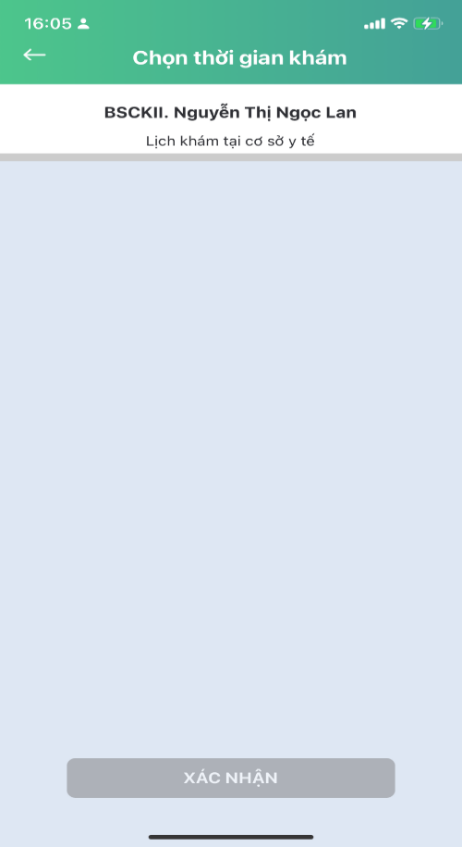 16:05
Chọn thời gian khám
BSCKII. Nguyễn Thị Ngọc Lan
Lịch khám tại cơ sở y tế
XÁC NHẬN